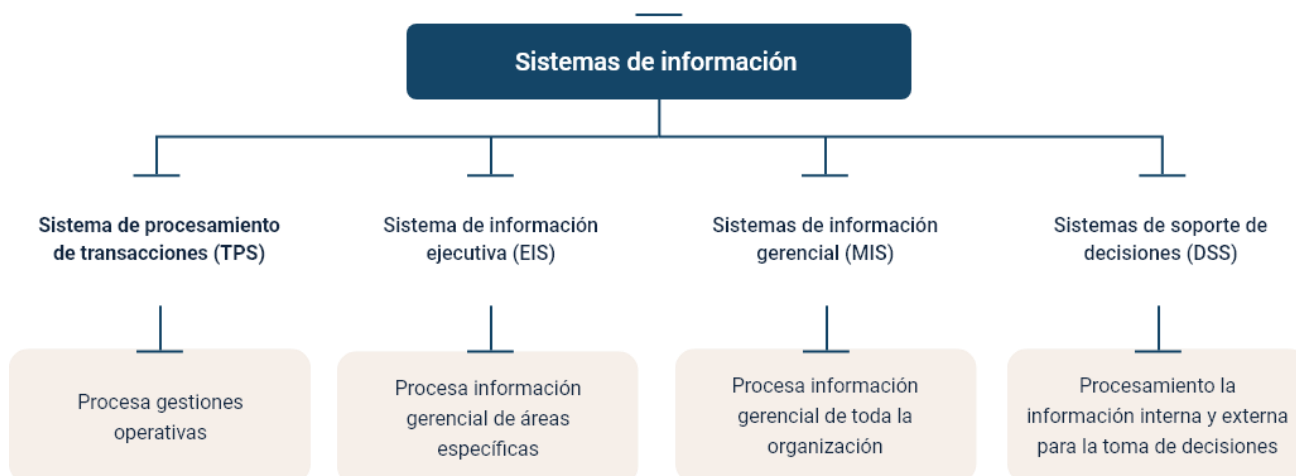 Sistemas de información
Sistema de procesamiento
de transacciones (TPS)
Sistema de información
ejecutiva (EIS)
Sistemas de información
gerencial (MIS)
Sistemas de soporte de
decisiones (DSS)
Procesa gestiones
operativas
Procesa información
gerencial de áreas
específicas
Procesa información
gerencial de toda la
organización
Procesamiento la
información interna y externa
para la toma de decisiones